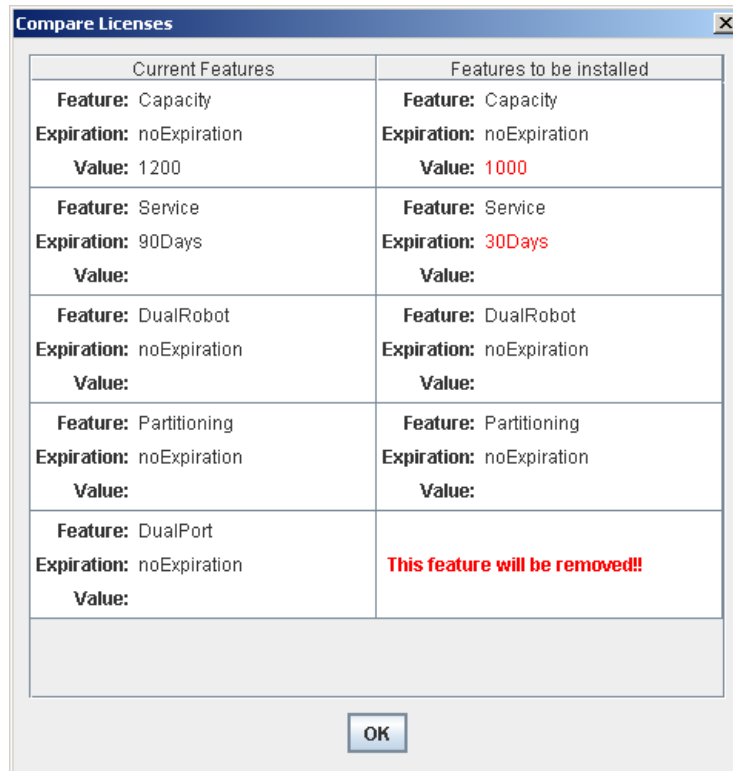 Compare Licenses
Current Features
Features to be installed
Feature: Capacity
Expiration: noExpiration
Value: 1200
Feature: Capacity
Expiration: noExpiration
Value: 1000
Feature: Service
Expiration: 90Days
Value:
Feature: Service
Expiration: 30Days
Value:
Feature: DualRobot
Expiration: noExpiration
Value:
Feature: DualRobot
Expiration: noExpiration
Value:
Feature: Partitioning
Expiration: noExpiration
Value:
Feature: Partitioning
Expiration: noExpiration
Value:
Feature: DualPort
Expiration: noExpiration
Value:
This feature will be removed!!
OK